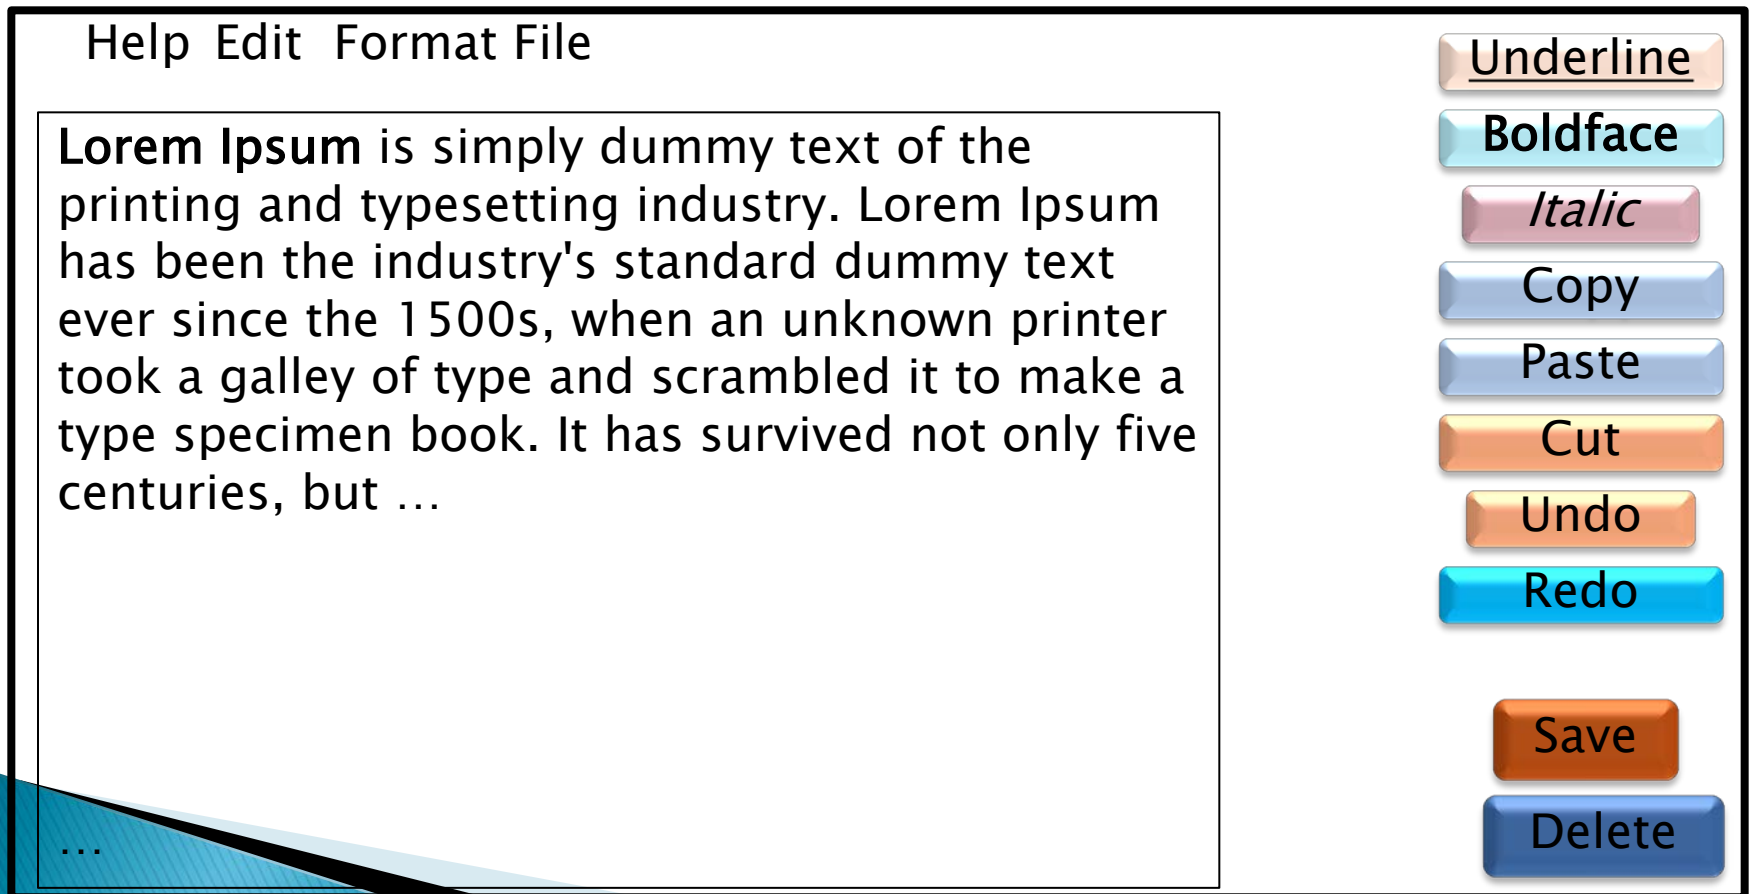 Help Edit Format File
Lorem Ipsum is simply dummy text of the
printing and typesetting industry. Lorem Ipsum
has been the industry's standard dummy text
ever since the 1500s, when an unknown printer
took a galley of type and scrambled it to make a
type specimen book. It has survived not only five
centuries, but …
…
Underline
Boldface
Italic
Copy
Paste
Cut
Undo
Redo
Save
Delete